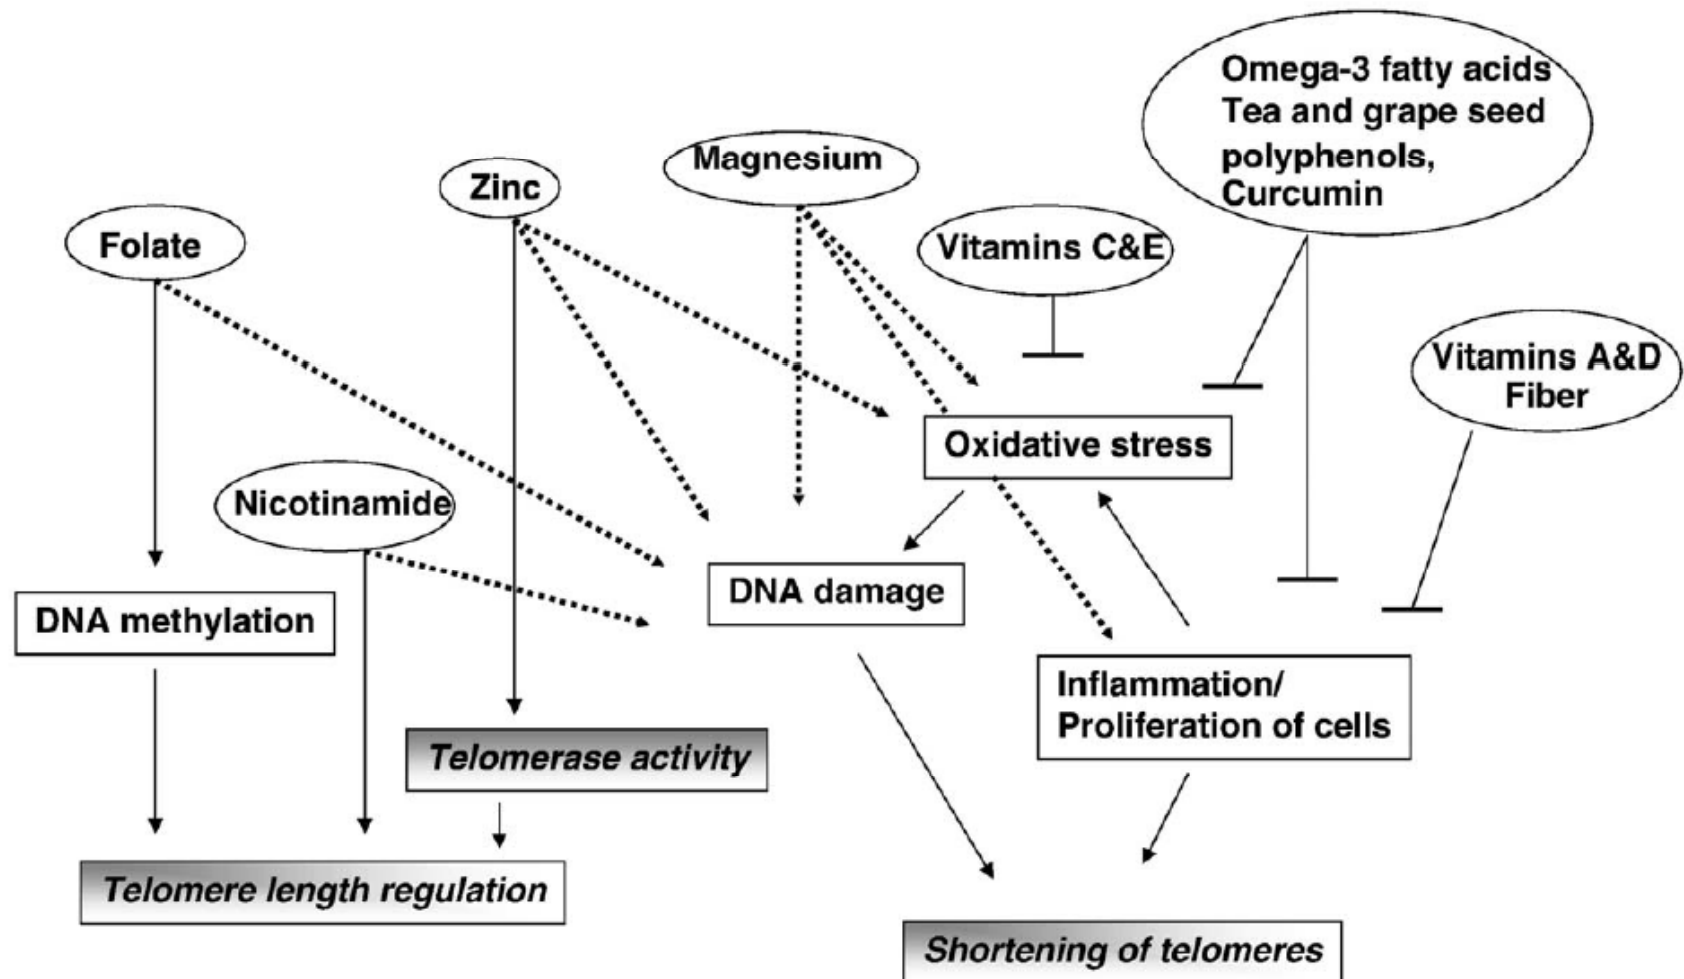 Omega-3 fatty acids
Tea and grape seed
polyphenols,
Curcumin
Magnesium
Zinc
Folate
Vitamins C&E
Vitamins A&D
Fiber
Oxidative stress
Nicotinamide
DNA damage
DNA methylation
Inflammation/
Proliferation of cells
Telomerase activity
Telomere length regulation
Shortening of telomeres